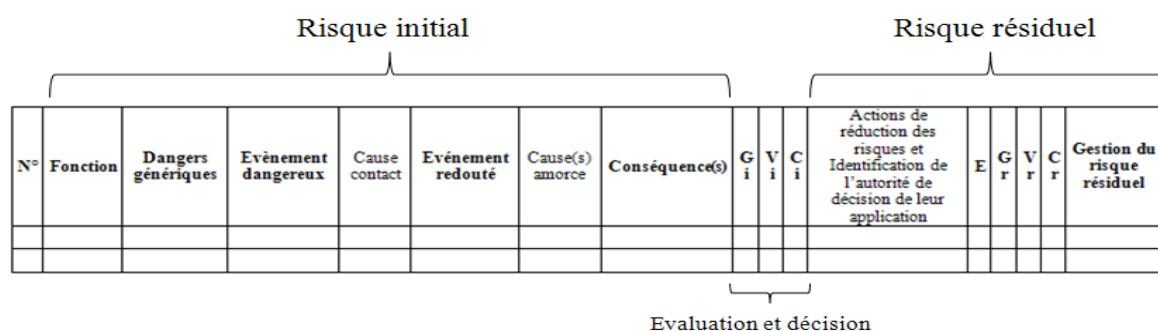 Risque initial
Risque résiduel
N°
Fonction
Dangers
génériques
Evènement
dangereux
Cause
contact
Evénement
redouté
Cause(s)
amorce
Conséquence(s)
G
i
V
i
C
i
Actions de
réduction des
risques et
Identification de
l'autorité de
décision de leur
application
E
G
r
V
r
C
r
Gestion du
risque
résiduel
Evaluation et décision